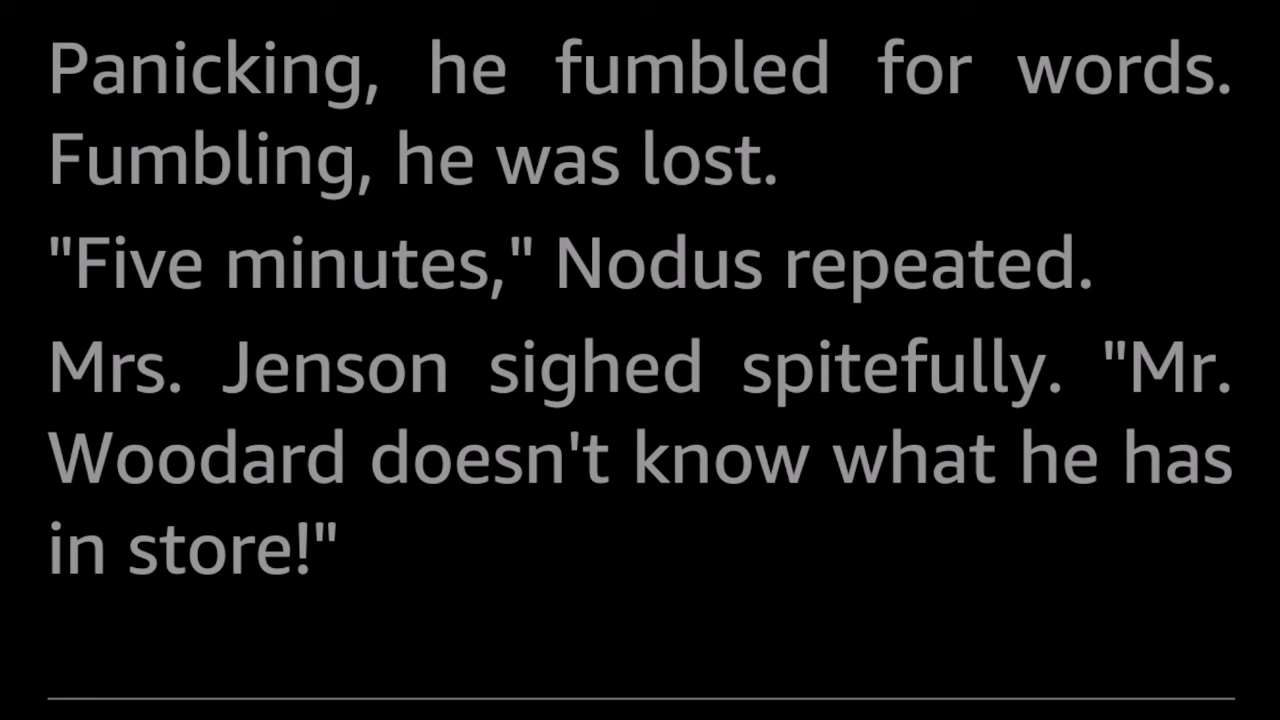 Panicking, he fumbled for words.
Fumbling, he was lost.
"Five minutes," Nodus repeated.
Mrs. Jenson sighed spitefully. "Mr.
Woodard doesn't know what he has
in store!"